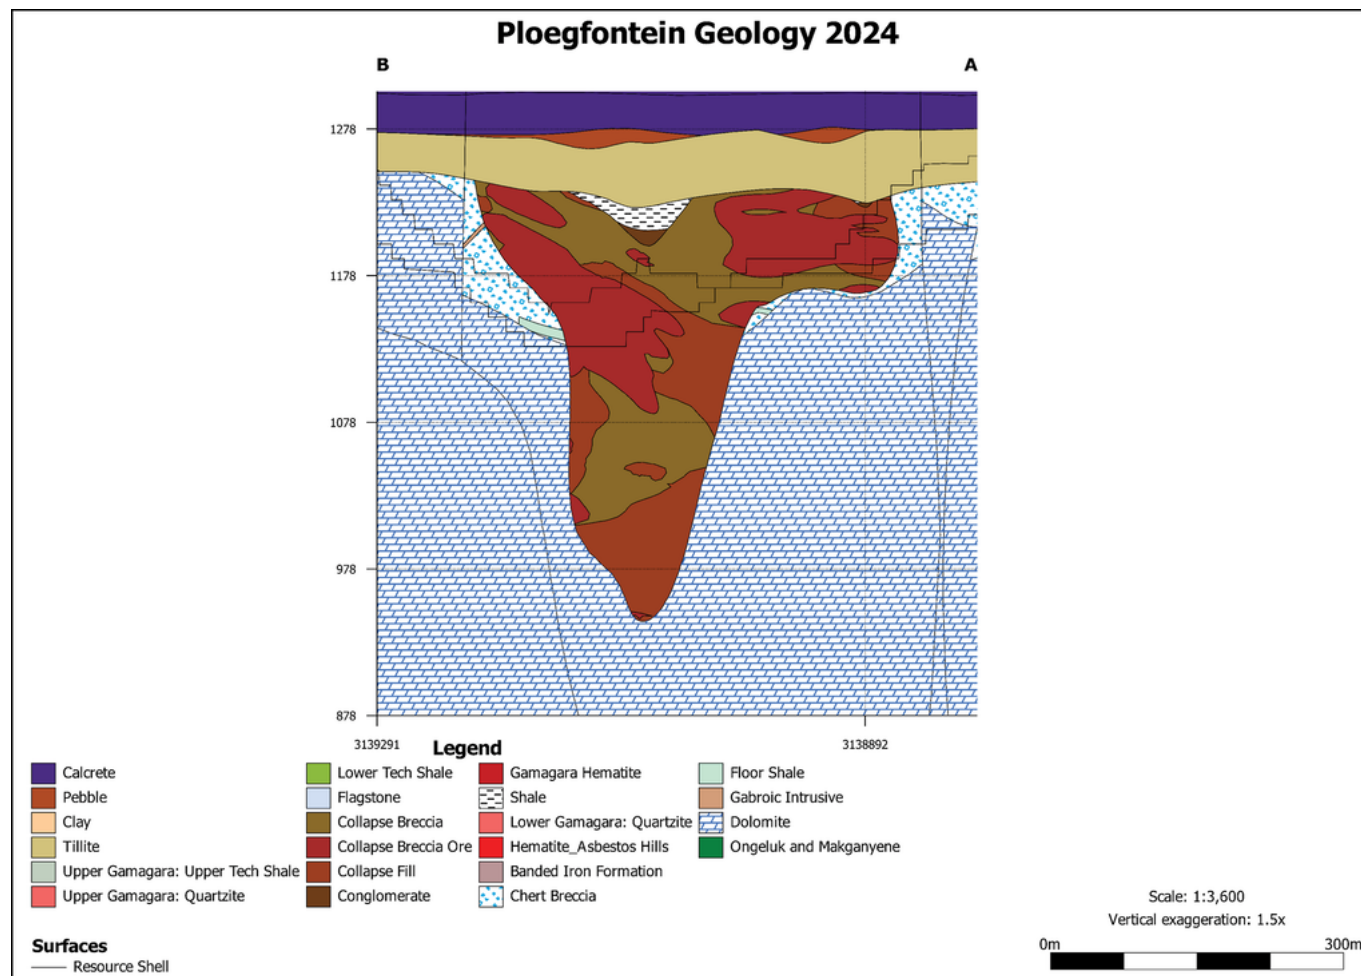 Ploegfontein Geology 2024
B
A
1278
1178
1078
978
878
3139291
3138892
Legend
Calcrete
Pebble
Clay
Tillite
Upper Gamagara: Upper Tech Shale
Upper Gamagara: Quartzite
Lower Tech Shale
Flagstone
Collapse Breccia
Collapse Breccia Ore
Collapse Fill
Conglomerate
Gamagara Hematite
Shale
Lower Gamagara: Quartzite
Hematite_Asbestos Hills
Banded Iron Formation
Chert Breccia
Floor Shale
Gabroic Intrusive
Dolomite
Ongeluk and Makganyene
Surfaces
Resource Shell
Scale: 1:3,600
Vertical exaggeration: 1.5x
0m
300m